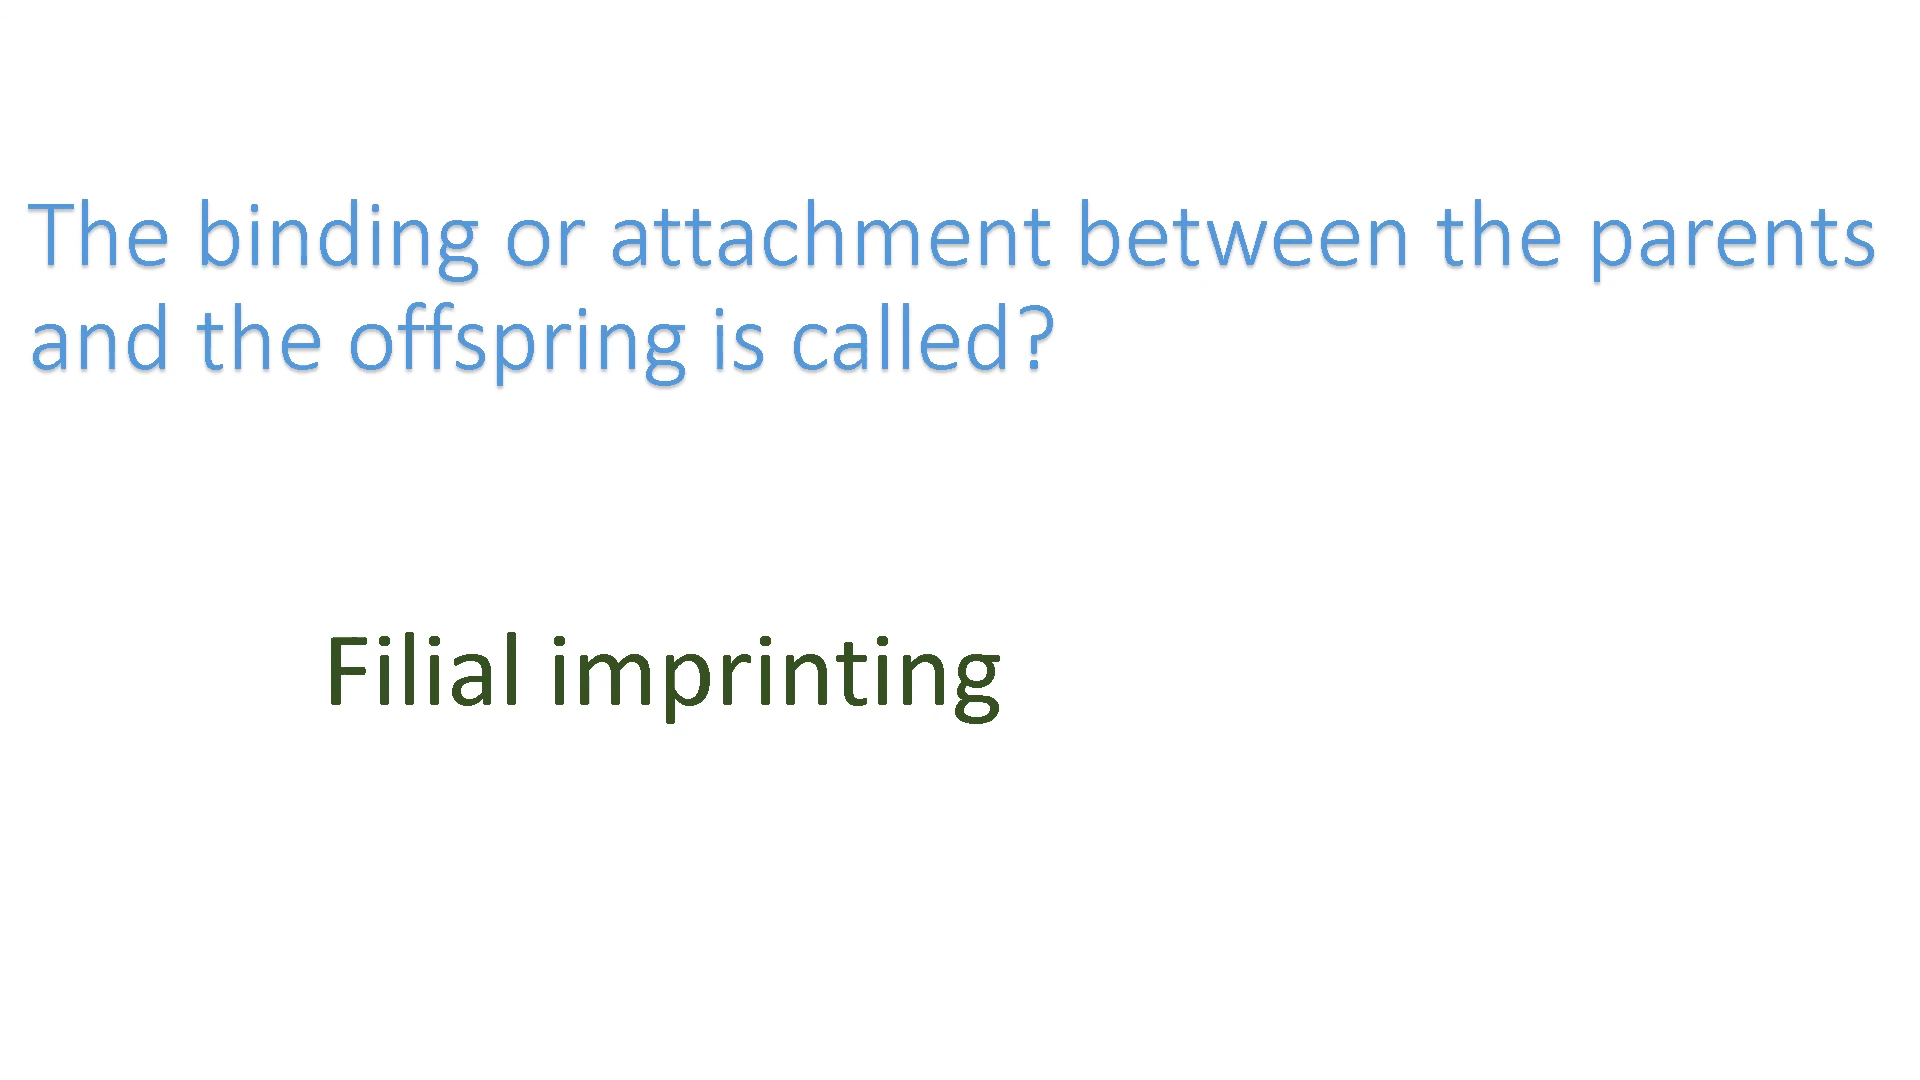 The binding or attachment between the parents
and the offspring is called?
Filial imprinting